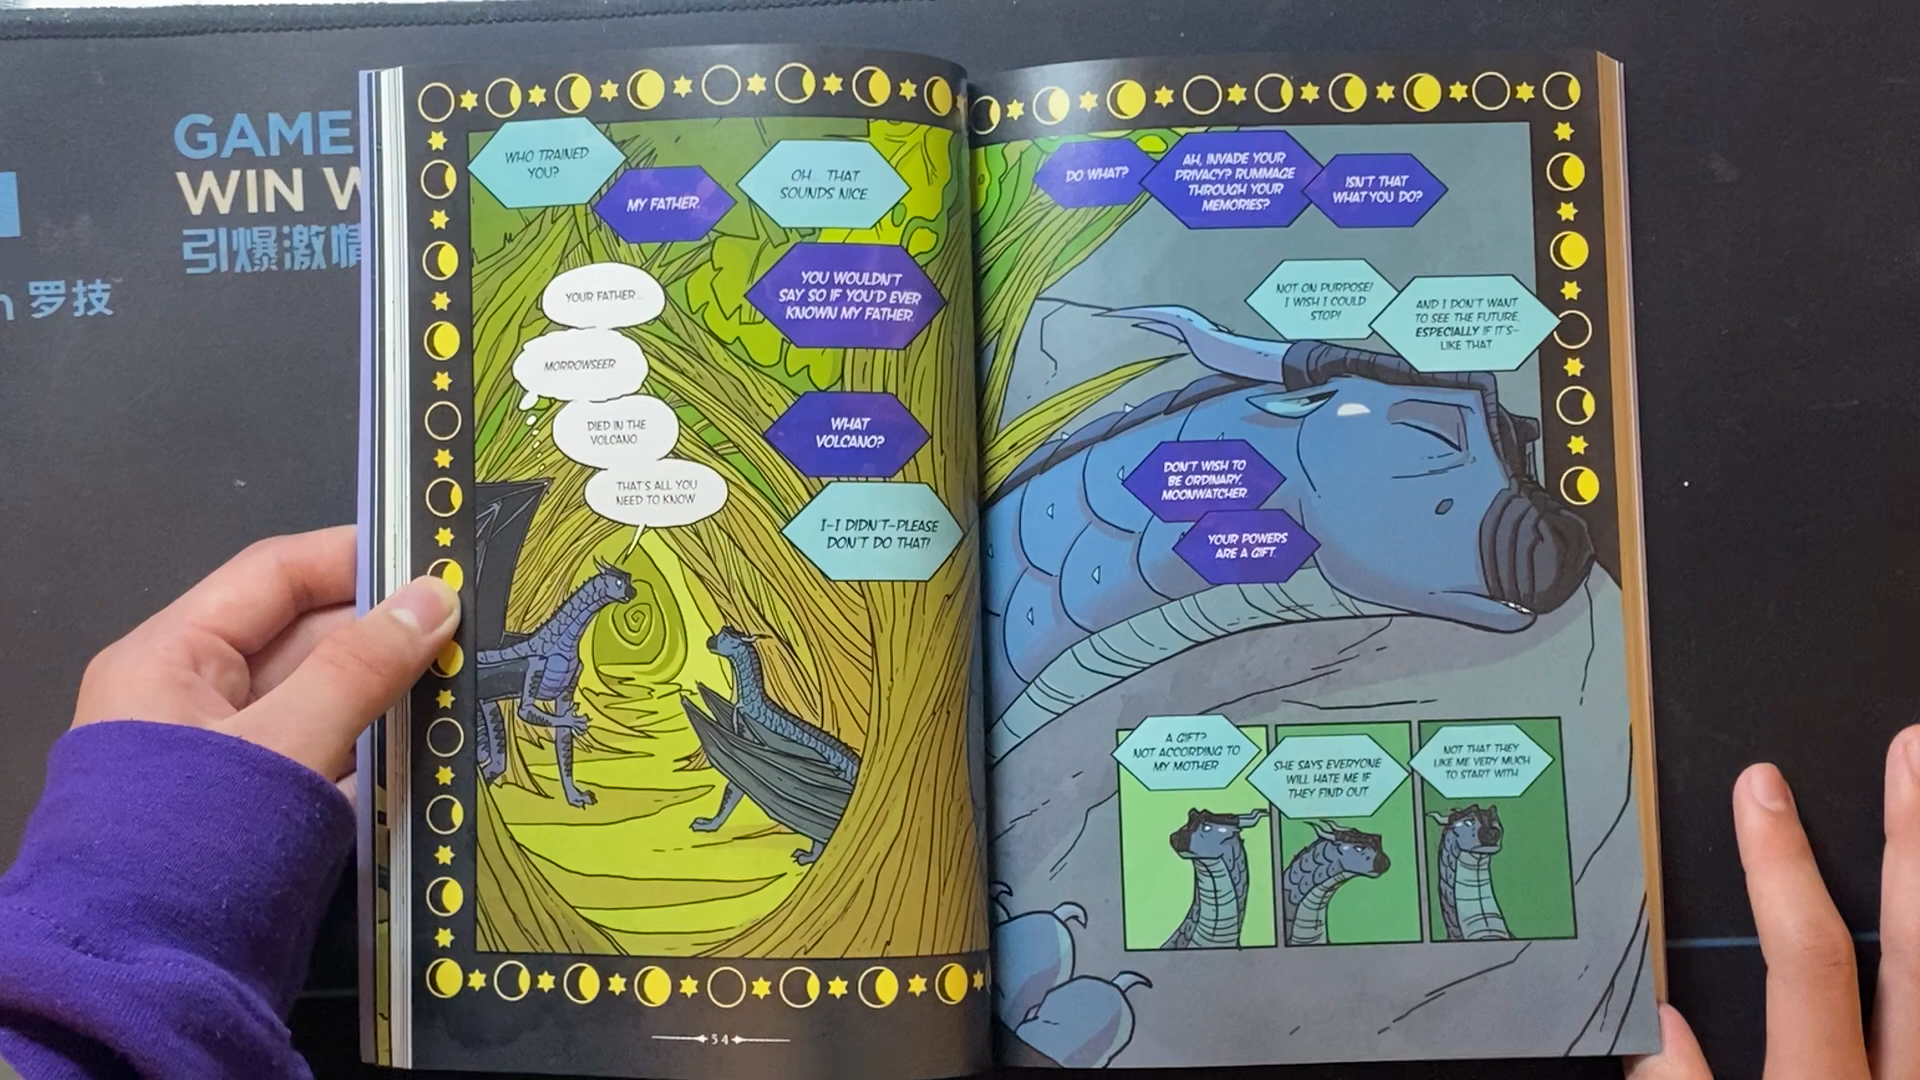 GAME
WIN W
引爆激情
n 罗技
WHO TRAINED
YOU?
MY FATHER.
OH... THAT
SOUNDS NICE.
YOUR FATHER...
MORROWSEER
DIED IN THE
VOLCANO
THAT'S ALL YOU
NEED TO KNOW
YOU WOULDN'T
SAY SO IF YOU'D EVER
KNOWN MY FATHER.
WHAT
VOLCANO?
I-I DIDN'T-PLEASE
DON'T DO THAT!
54
DO WHAT?
AH, INVADE YOUR
PRIVACY? RUMMAGE
THROUGH YOUR
MEMORIES?
ISN'T THAT
WHAT YOU DO?
NOT ON PURPOSE!
I WISH I COULD
STOP!
AND I DON'T WANT
TO SEE THE FUTURE,
ESPECIALLY IF IT'S-
LIKE THAT.
DON'T WISH TO
BE ORDINARY,
MOONWATCHER.
YOUR POWERS
ARE A GIFT.
A GIFT?
NOT ACCORDING TO
MY MOTHER.
SHE SAYS EVERYONE
WILL HATE ME IF
THEY FIND OUT.
NOT THAT THEY
LIKE ME VERY MUCH
TO START WITH.